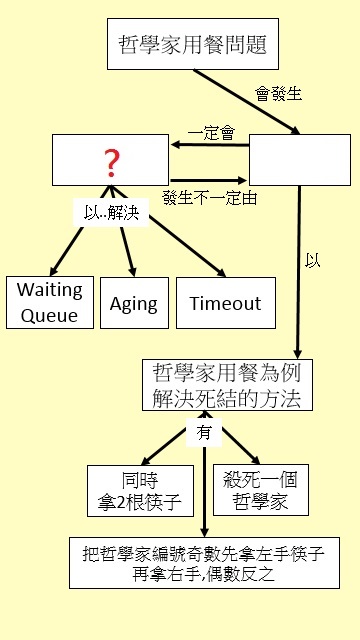 哲學家用餐問題
會發生
一定會
?
發生不一定由
以..解決
以
Waiting
Queue
Aging
Timeout
哲學家用餐為例
解決死結的方法
有
同時
拿2根筷子
殺死一個
哲學家
把哲學家編號奇數先拿左手筷子
再拿右手,偶數反之